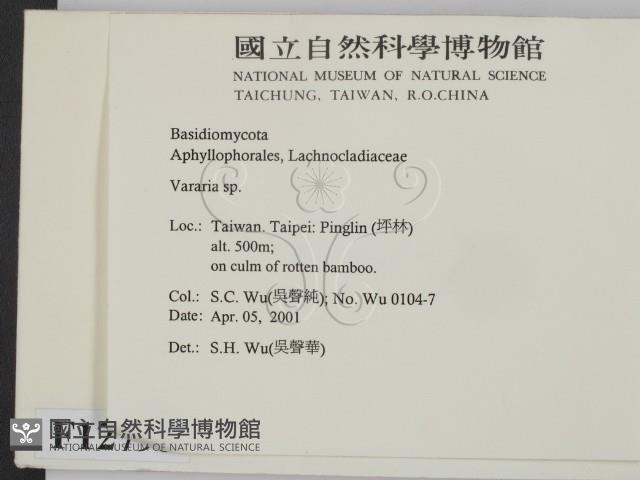 國立自然科學博物館
NATIONAL MUSEUM OF NATURAL SCIENCE
TAICHUNG, TAIWAN, R.O.CHINA
Basidiomycota
Aphyllophorales, Lachnocladiaceae
Vararia sp.
Loc.: Taiwan. Taipei: Pinglin (坪林)
alt. 500m;
on culm of rotten bamboo.
Col.: S.C. Wu(吳聲純); No. Wu 0104-7
Date: Apr. 05, 2001
Det.: S.H. Wu(吳聲華)
國立自然科學博物館
NATIONAL MUSEUM OF NATURAL SCIENCE